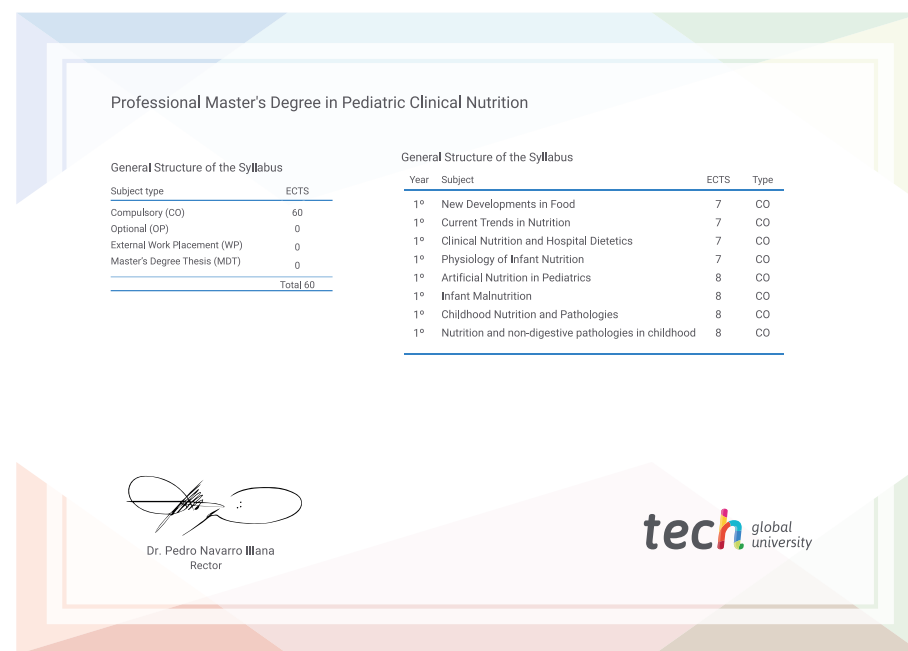 Professional Master's Degree in Pediatric Clinical Nutrition
General Structure of the Syllabus
Subject type ECTS
Compulsory (CO) 60
Optional (OP) 0
External Work Placement (WP) 0
Master's Degree Thesis (MDT) 0
Total 60
General Structure of the Syllabus
Year Subject ECTS Type
1º New Developments in Food 7 CO
1º Current Trends in Nutrition 7 CO
1º Clinical Nutrition and Hospital Dietetics 7 CO
1º Physiology of Infant Nutrition 7 CO
1º Artificial Nutrition in Pediatrics 8 CO
1º Infant Malnutrition 8 CO
1º Childhood Nutrition and Pathologies 8 CO
1º Nutrition and non-digestive pathologies in childhood 8 CO
Dr. Pedro Navarro Illana
Rector
tech global
university